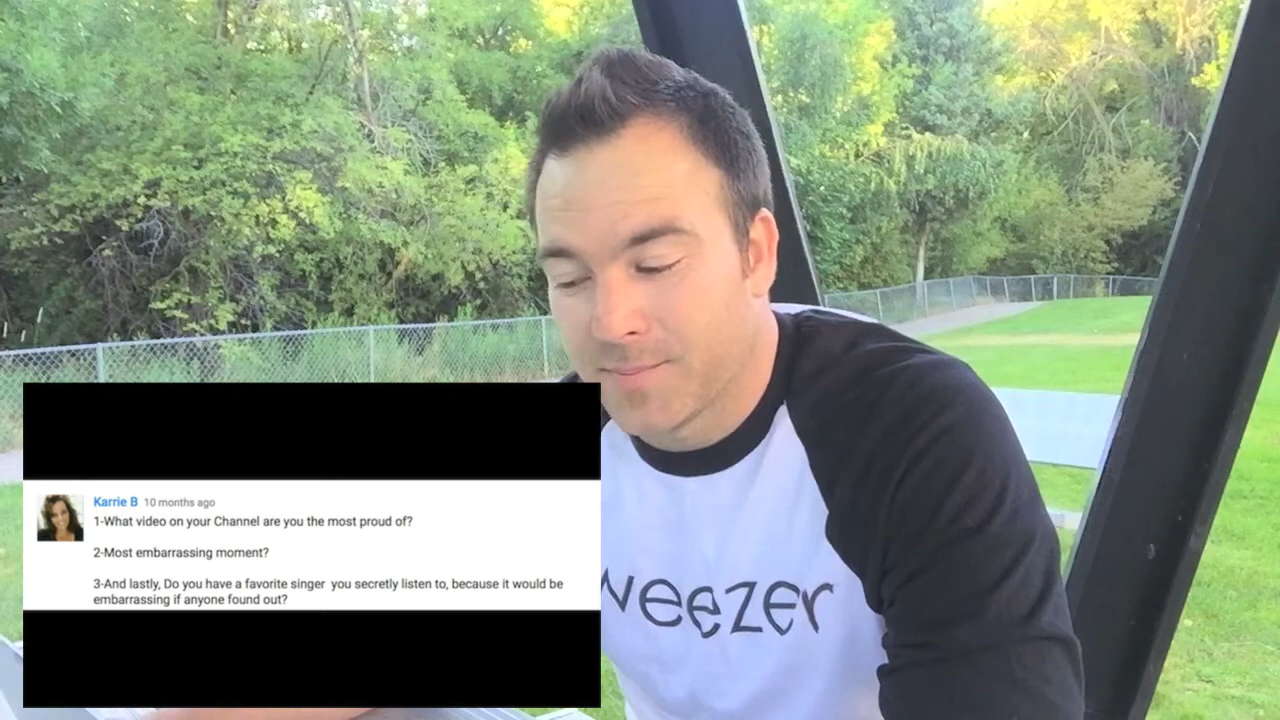 Karrie B 10 months ago
1-What video on your Channel are you the most proud of?
2-Most embarrassing moment?
3-And lastly, Do you have a favorite singer you secretly listen to, because it would be
embarrassing if anyone found out?
weezer